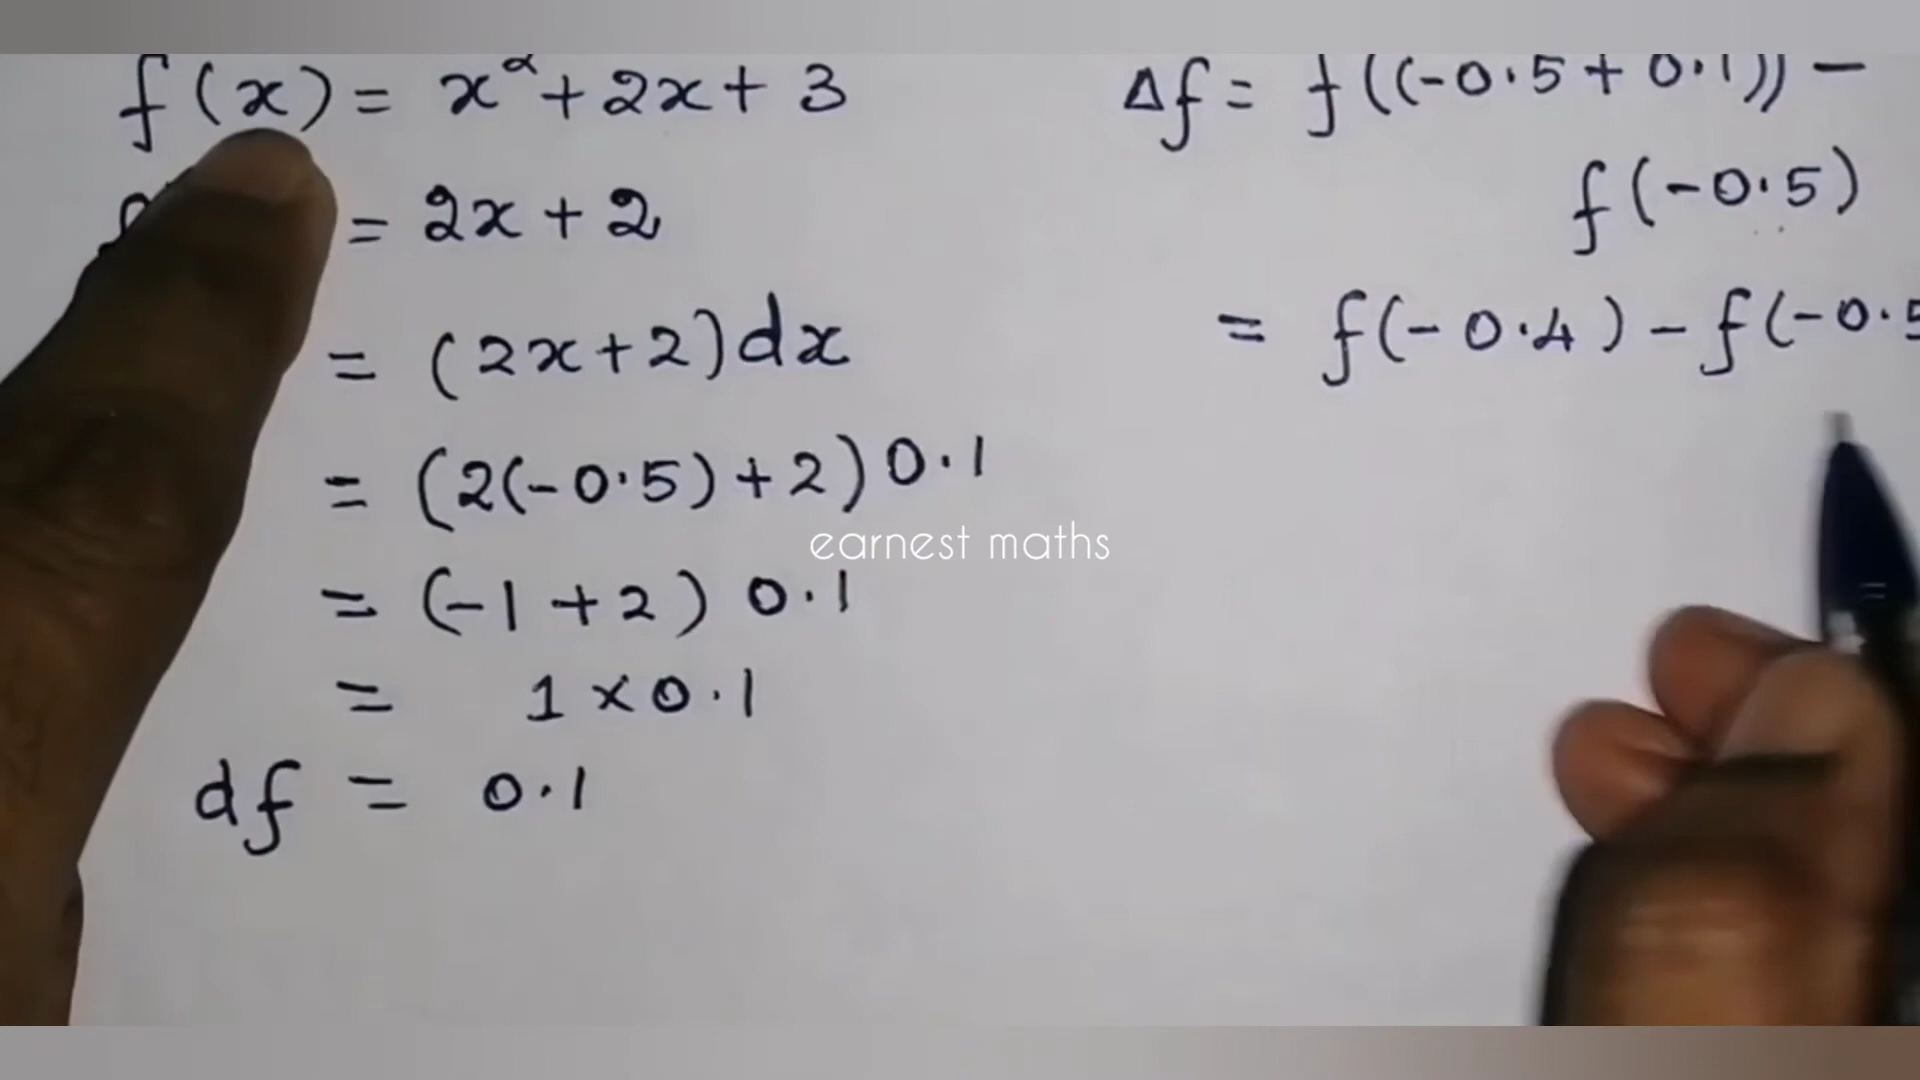 f(x) = x² + 2x + 3
= 2x + 2
= (2x+2)dx
= (2(-0.5)+2) 0.1
= (-1+2) 0.1
= 1 × 0.1
df = 0.1
Δf = f((-0.5+0.1)) -
f(-0.5)
= f(-0.4) - f(-0.5
earnest maths